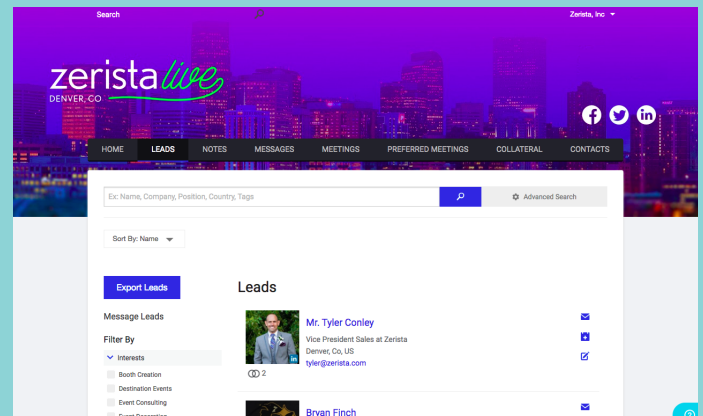 Search
Zerista, Inc
zerista live
DENVER, CO
HOME LEADS NOTES MESSAGES MEETINGS PREFERRED MEETINGS COLLATERAL CONTACTS
Ex: Name, Company, Position, Country, Tags
Advanced Search
Sort By: Name
Export Leads
Leads
Message Leads
Mr. Tyler Conley
Filter By
Vice President Sales at Zerista
Denver, Co, US
Interests
tyler@zerista.com
in
2
Booth Creation
Destination Events
Event Consulting
Event Decorating
Bryan Finch